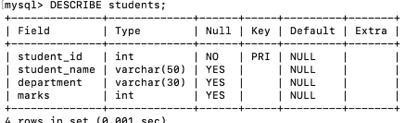 mysql> DESCRIBE students;
+--------------+-------------+------+-----+---------+-------+
| Field        | Type        | Null | Key | Default | Extra |
+--------------+-------------+------+-----+---------+-------+
| student_id   | int         | NO   | PRI | NULL    |       |
| student_name | varchar(50) | YES  |     | NULL    |       |
| department   | varchar(30) | YES  |     | NULL    |       |
| marks        | int         | YES  |     | NULL    |       |
+--------------+-------------+------+-----+---------+-------+
4 rows in set (0.001 sec)